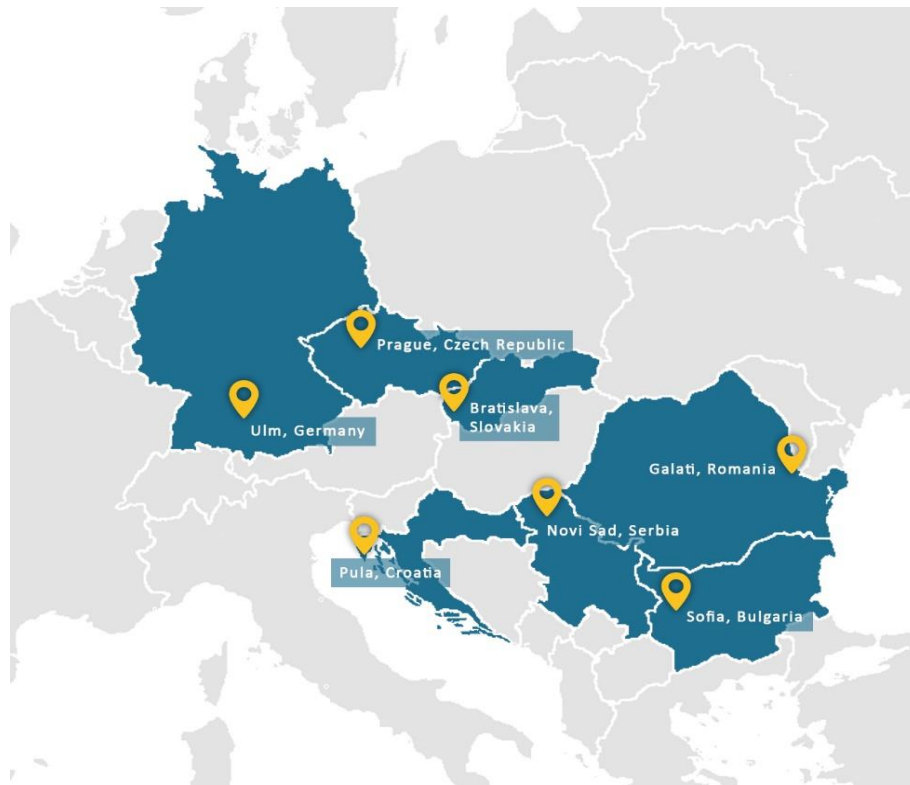 Prague, Czech Republic
Bratislava,
Slovakia
Ulm, Germany
Galati, Romania
Novi Sad, Serbia
Pula, Croatia
Sofia, Bulgaria